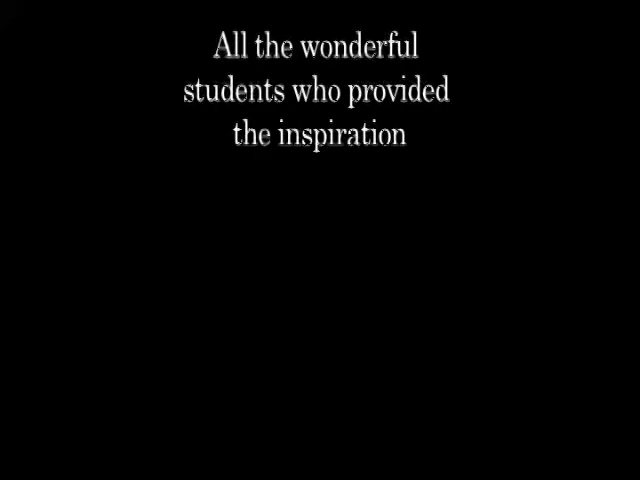 All the wonderful
students who provided
the inspiration